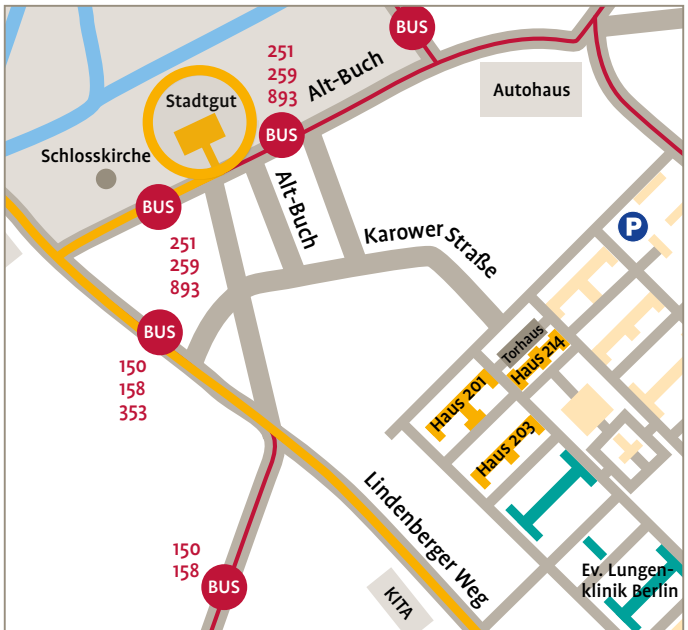 BUS
251
259
893
Alt-Buch
Autohaus
Stadtgut
BUS
Schlosskirche
Alt-Buch
BUS
Karower Straße
P
251
259
893
BUS
Torhaus
Haus 214
150
158
353
Haus 201
Haus 203
Lindenberger Weg
150
158
BUS
Ev. Lungen-
klinik Berlin
KITA